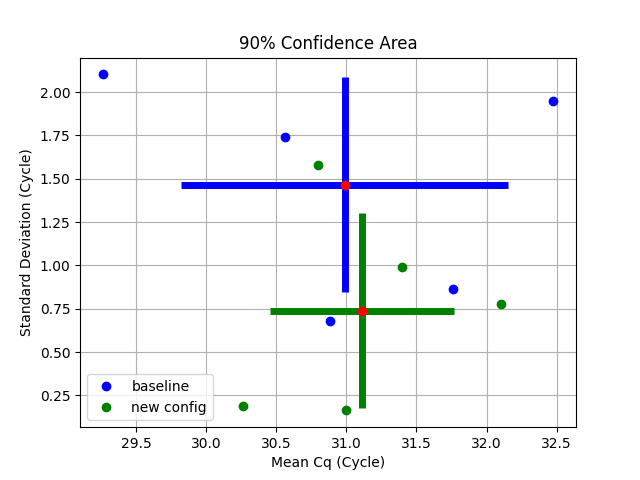 90% Confidence Area
Standard Deviation (Cycle)
2.00
1.75
1.50
1.25
1.00
0.75
0.50
0.25
baseline
new config
29.5 30.0 30.5 31.0 31.5 32.0 32.5
Mean Cq (Cycle)